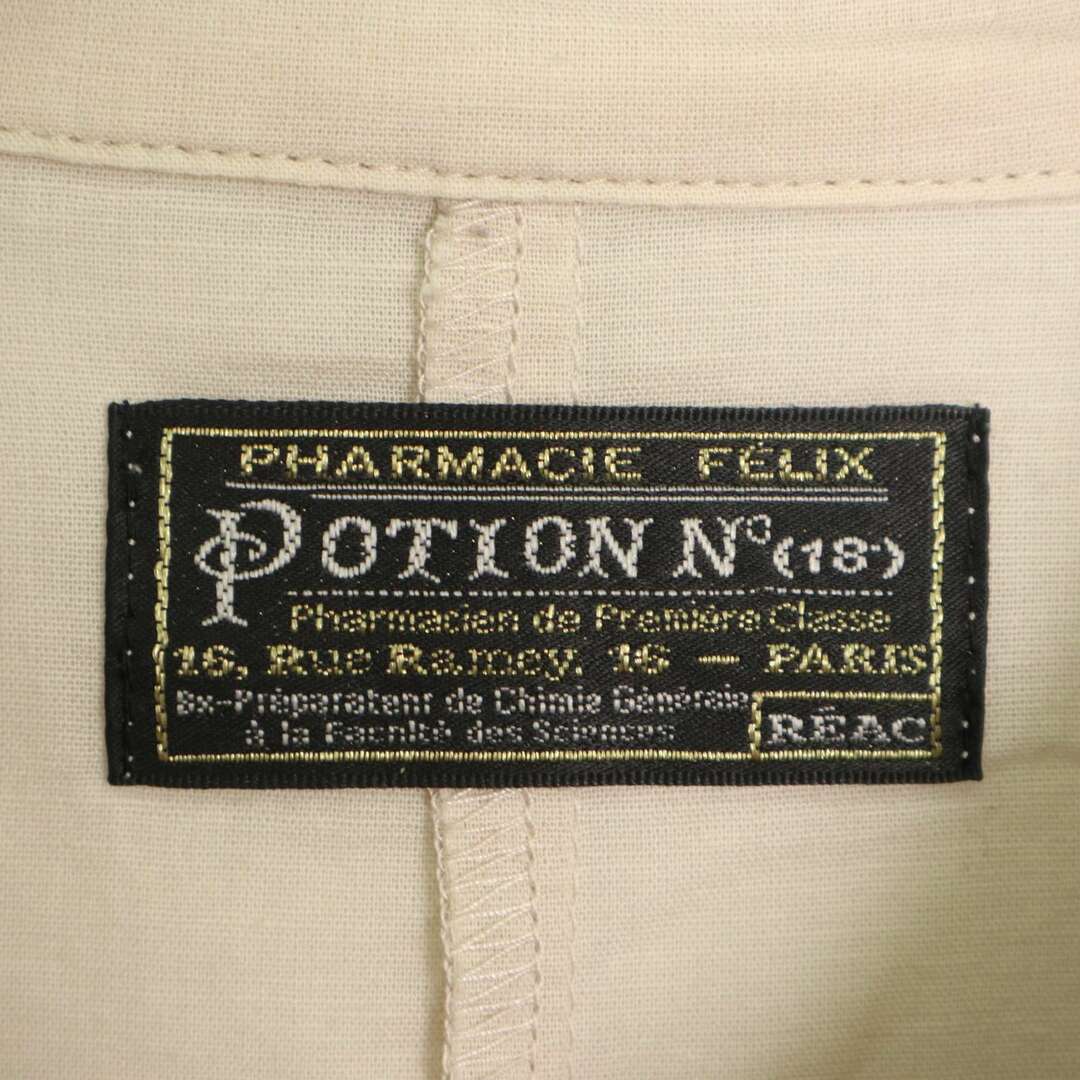 PHARMACIE FÉLIX
POTION Nº (18-)
Pharmacien de Première Classe
16, Rue Ramey, 16 — PARIS
Ex-Préparateur de Chimie Générale
à la Faculté des Sciences
RÉAC